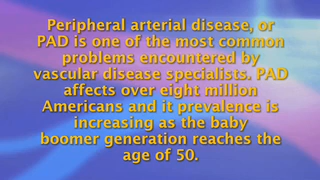 Peripheral arterial disease, or
PAD is one of the most common
problems encountered by
vascular disease specialists. PAD
affects over eight million
Americans and it prevalence is
increasing as the baby
boomer generation reaches the
age of 50.